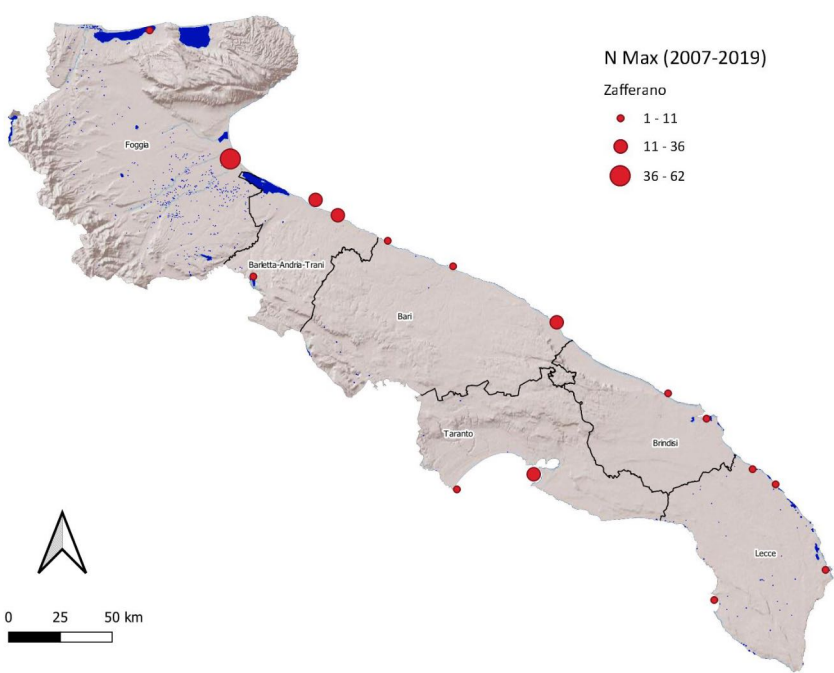 N Max (2007-2019)
Zafferano
1 - 11
11 - 36
36 - 62
Foggia
Barletta-Andria-Trani
Bari
Taranto
Brindisi
Lecce
0 25 50 km